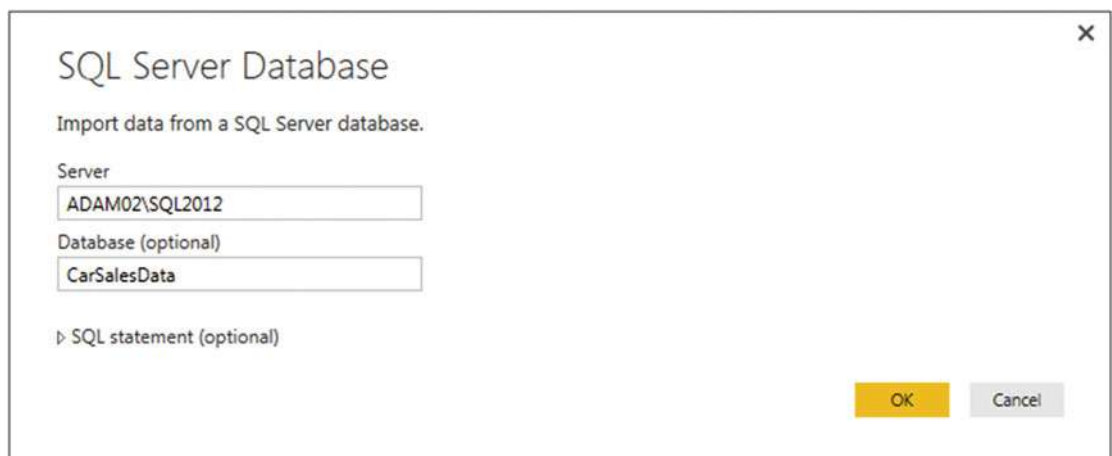 SQL Server Database
Import data from a SQL Server database.
Server
ADAM02\SQL2012
Database (optional)
CarSalesData
SQL statement (optional)
OK
Cancel